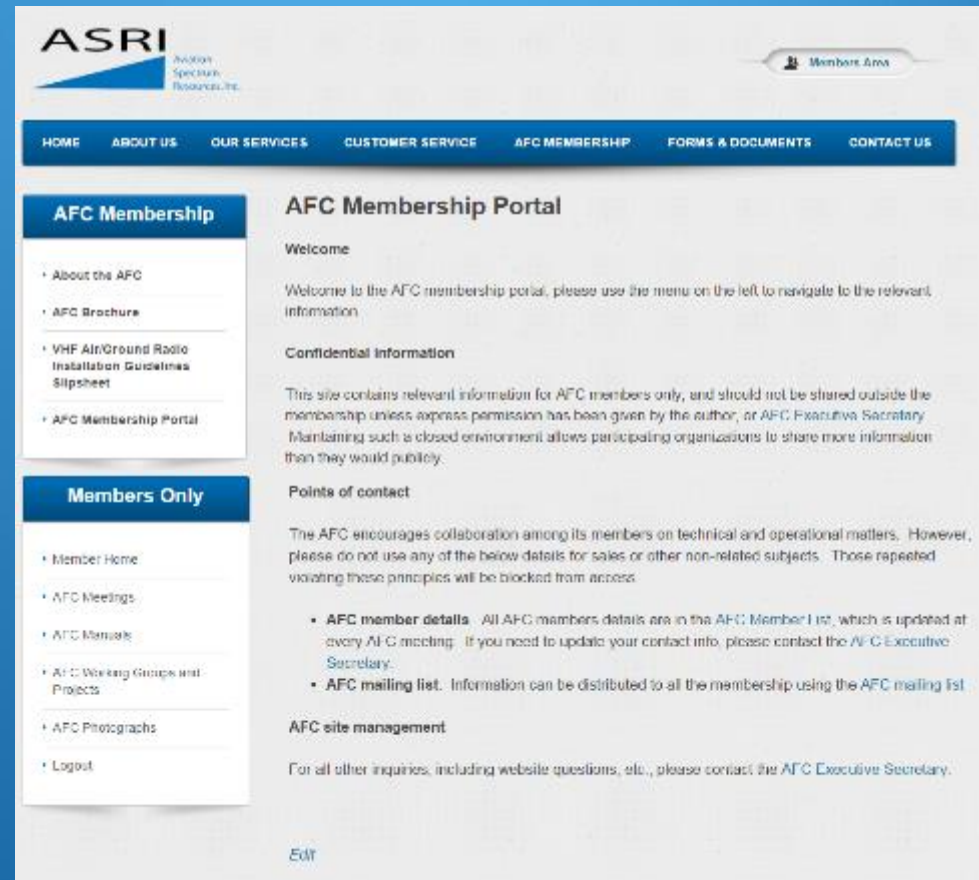 ASRI
Aviation
Spectrum
Resources, Inc.
Members Area
HOME ABOUT US OUR SERVICES CUSTOMER SERVICE AFC MEMBERSHIP FORMS & DOCUMENTS CONTACT US
AFC Membership
About the AFC
AFC Brochure
VHF Air/Ground Radio
Installation Guidelines
Slipsheet
AFC Membership Portal
Members Only
Member Home
AFC Meetings
AFC Manuals
AFC Working Groups and
Projects
AFC Photographs
Logout
AFC Membership Portal
Welcome
Welcome to the AFC membership portal, please use the menu on the left to navigate to the relevant
information
Confidential Information
This site contains relevant information for AFC members only, and should not be shared outside the
membership unless express permission has been given by the author, or AFC Executive Secretary
Maintaining such a closed environment allows participating organizations to share more information
than they would publicly.
Points of contact
The AFC encourages collaboration among its members on technical and operational matters. However,
please do not use any of the below details for sales or other non-related subjects. Those repeated
violating these principles will be blocked from access
AFC member details. All AFC members details are in the AFC Member List, which is updated at
every AFC meeting. If you need to update your contact info, please contact the AFC Executive
Secretary.
AFC mailing list. Information can be distributed to all the membership using the AFC mailing list
AFC site management
For all other inquiries, including website questions, etc., please contact the AFC Executive Secretary.
Edit